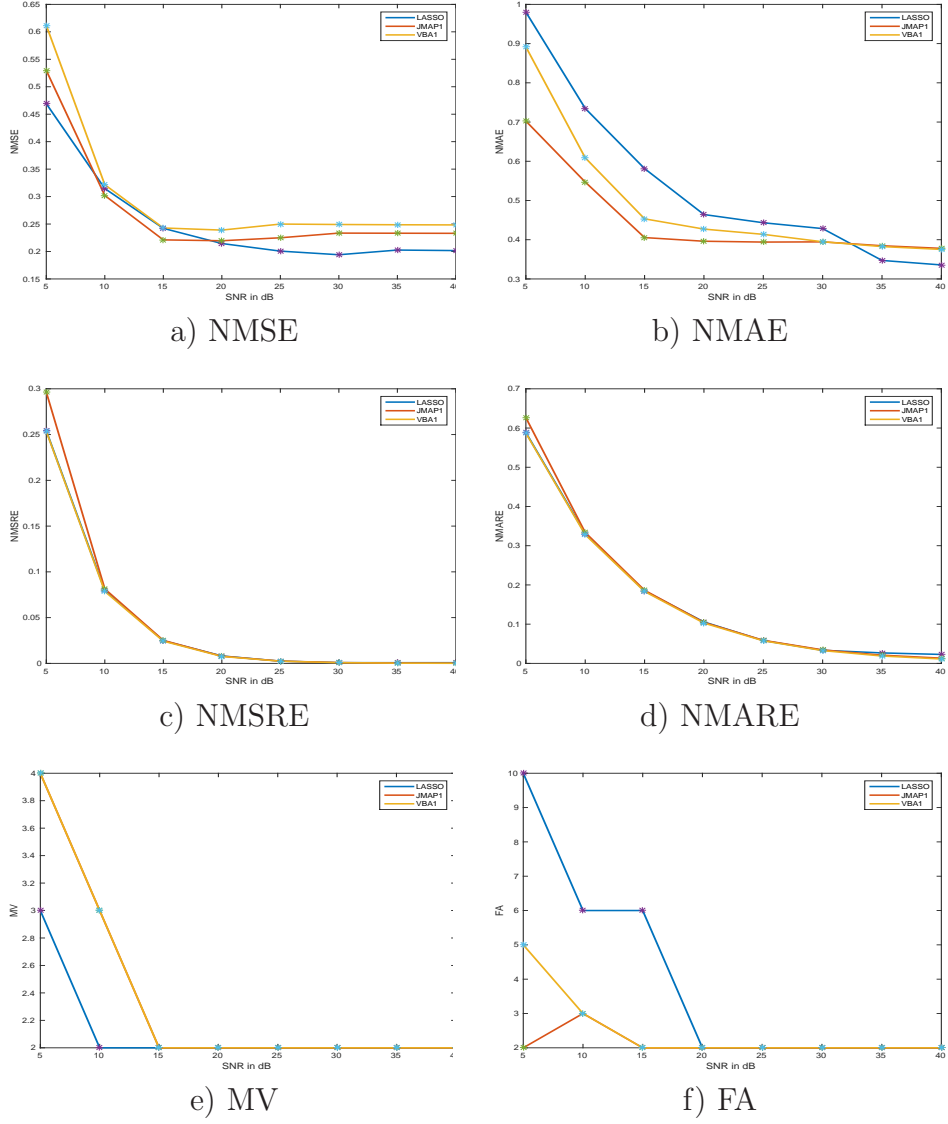 0.65
0.6
0.55
0.5
0.45
0.4
0.35
0.3
0.25
0.2
0.15
NMSE
5 10 15 20 25 30 35 40
SNR in dB
LASSO
JMAP1
VBA1
a) NMSE
1
0.9
0.8
0.7
0.6
0.5
0.4
0.3
NMAE
5 10 15 20 25 30 35 40
SNR in dB
LASSO
JMAP1
VBA1
b) NMAE
0.3
0.25
0.2
0.15
0.1
0.05
0
NMSRE
5 10 15 20 25 30 35 40
SNR in dB
LASSO
JMAP1
VBA1
c) NMSRE
0.7
0.6
0.5
0.4
0.3
0.2
0.1
0
NMARE
5 10 15 20 25 30 35 40
SNR in dB
LASSO
JMAP1
VBA1
d) NMARE
4
3.8
3.6
3.4
3.2
3
2.8
2.6
2.4
2.2
2
MV
5 10 15 20 25 30 35 40
SNR in dB
LASSO
JMAP1
VBA1
e) MV
10
9
8
7
6
5
4
3
2
FA
5 10 15 20 25 30 35 40
SNR in dB
LASSO
JMAP1
VBA1
f) FA